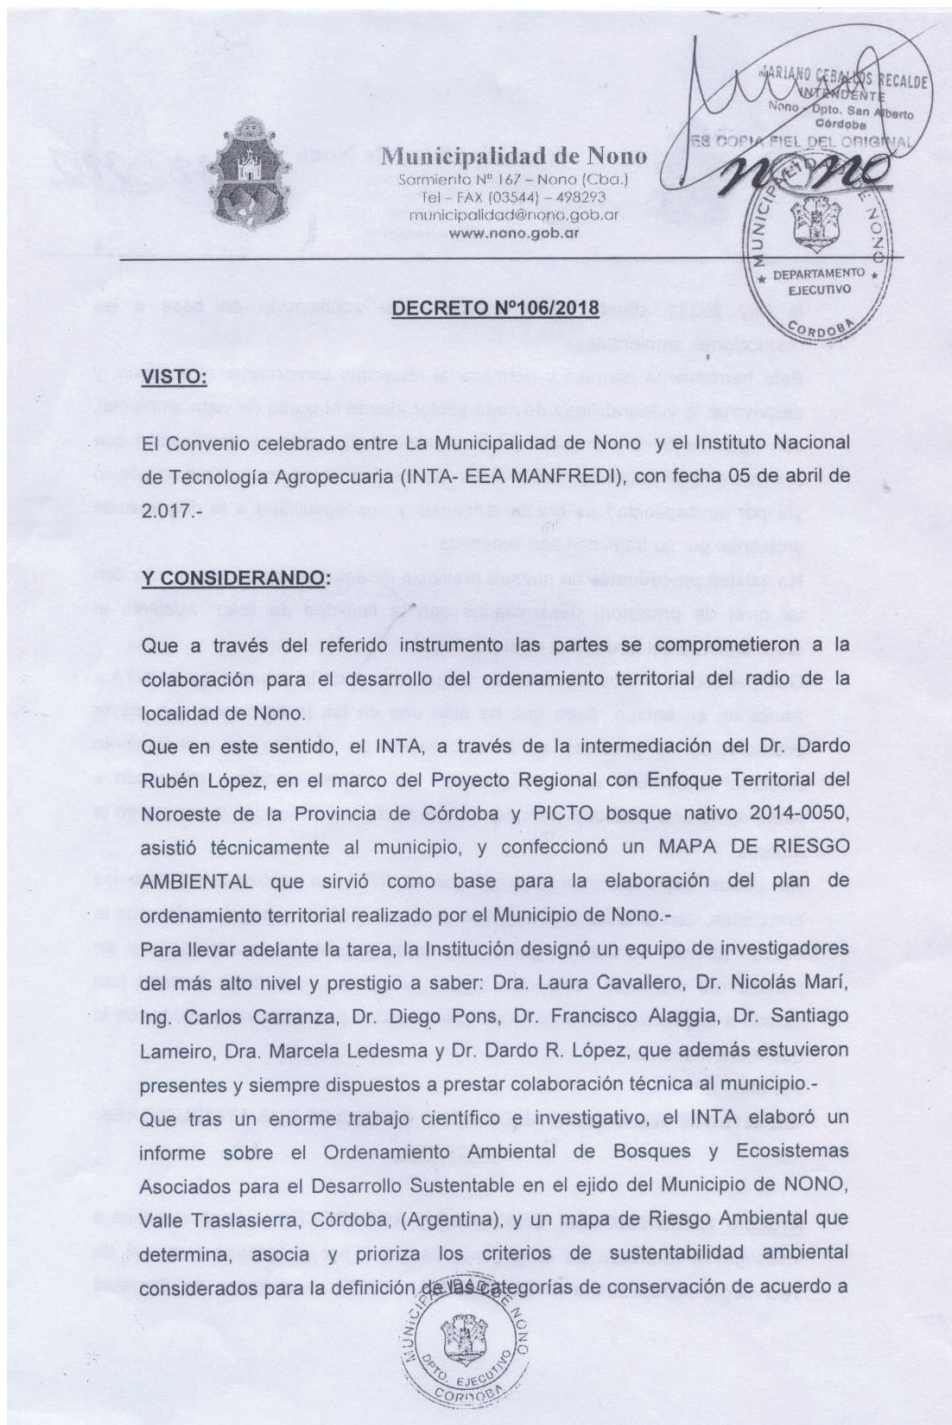 MARIANO CEBALLOS RECALDE
INTENDENTE
Nono - Dpto. San Alberto
Córdoba
ES COPIA FIEL DEL ORIGINAL
nono
MUNICIPALIDAD DE NONO
DEPARTAMENTO
EJECUTIVO
CORDOBA
Municipalidad de Nono
Sarmiento Nº 167 – Nono (Cba.)
Tel – FAX (03544) – 498293
municipalidad@nono.gob.ar
www.nono.gob.ar
DECRETO Nº106/2018
VISTO:
El Convenio celebrado entre La Municipalidad de Nono y el Instituto Nacional
de Tecnología Agropecuaria (INTA- EEA MANFREDI), con fecha 05 de abril de
2.017.-
Y CONSIDERANDO:
Que a través del referido instrumento las partes se comprometieron a la
colaboración para el desarrollo del ordenamiento territorial del radio de la
localidad de Nono.
Que en este sentido, el INTA, a través de la intermediación del Dr. Dardo
Rubén López, en el marco del Proyecto Regional con Enfoque Territorial del
Noroeste de la Provincia de Córdoba y PICTO bosque nativo 2014-0050,
asistió técnicamente al municipio, y confeccionó un MAPA DE RIESGO
AMBIENTAL que sirvió como base para la elaboración del plan de
ordenamiento territorial realizado por el Municipio de Nono.-
Para llevar adelante la tarea, la Institución designó un equipo de investigadores
del más alto nivel y prestigio a saber: Dra. Laura Cavallero, Dr. Nicolás Marí,
Ing. Carlos Carranza, Dr. Diego Pons, Dr. Francisco Alaggia, Dr. Santiago
Lameiro, Dra. Marcela Ledesma y Dr. Dardo R. López, que además estuvieron
presentes y siempre dispuestos a prestar colaboración técnica al municipio.-
Que tras un enorme trabajo científico e investigativo, el INTA elaboró un
informe sobre el Ordenamiento Ambiental de Bosques y Ecosistemas
Asociados para el Desarrollo Sustentable en el ejido del Municipio de NONO,
Valle Traslasierra, Córdoba, (Argentina), y un mapa de Riesgo Ambiental que
determina, asocia y prioriza los criterios de sustentabilidad ambiental
considerados para la definición de las categorías de conservación de acuerdo a
MUNICIPALIDAD DE NONO
DPTO. EJECUTIVO
CORDOBA